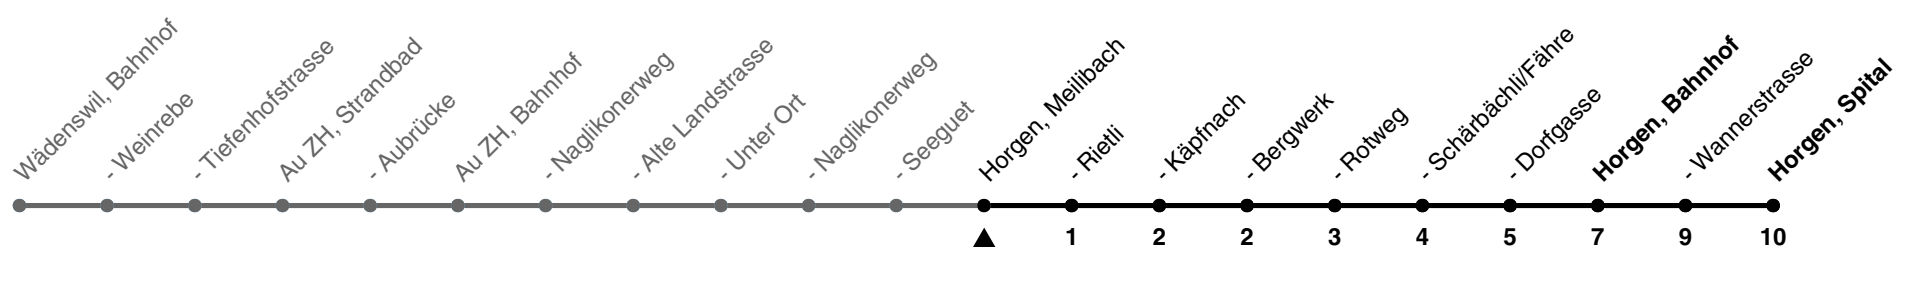 Wädenswil, Bahnhof
- Weinrebe
- Tiefenhofstrasse
Au ZH, Strandbad
- Aubrücke
Au ZH, Bahnhof
- Naglikonerweg
- Alte Landstrasse
- Unter Ort
- Naglikonerweg
- Seeguet
Horgen, Meilibach
- Rietli
- Käpfnach
- Bergwerk
- Rotweg
- Schärbächli/Fähre
- Dorfgasse
Horgen, Bahnhof
- Wannerstrasse
Horgen, Spital
1 2 2 3 4 5 7 9 10